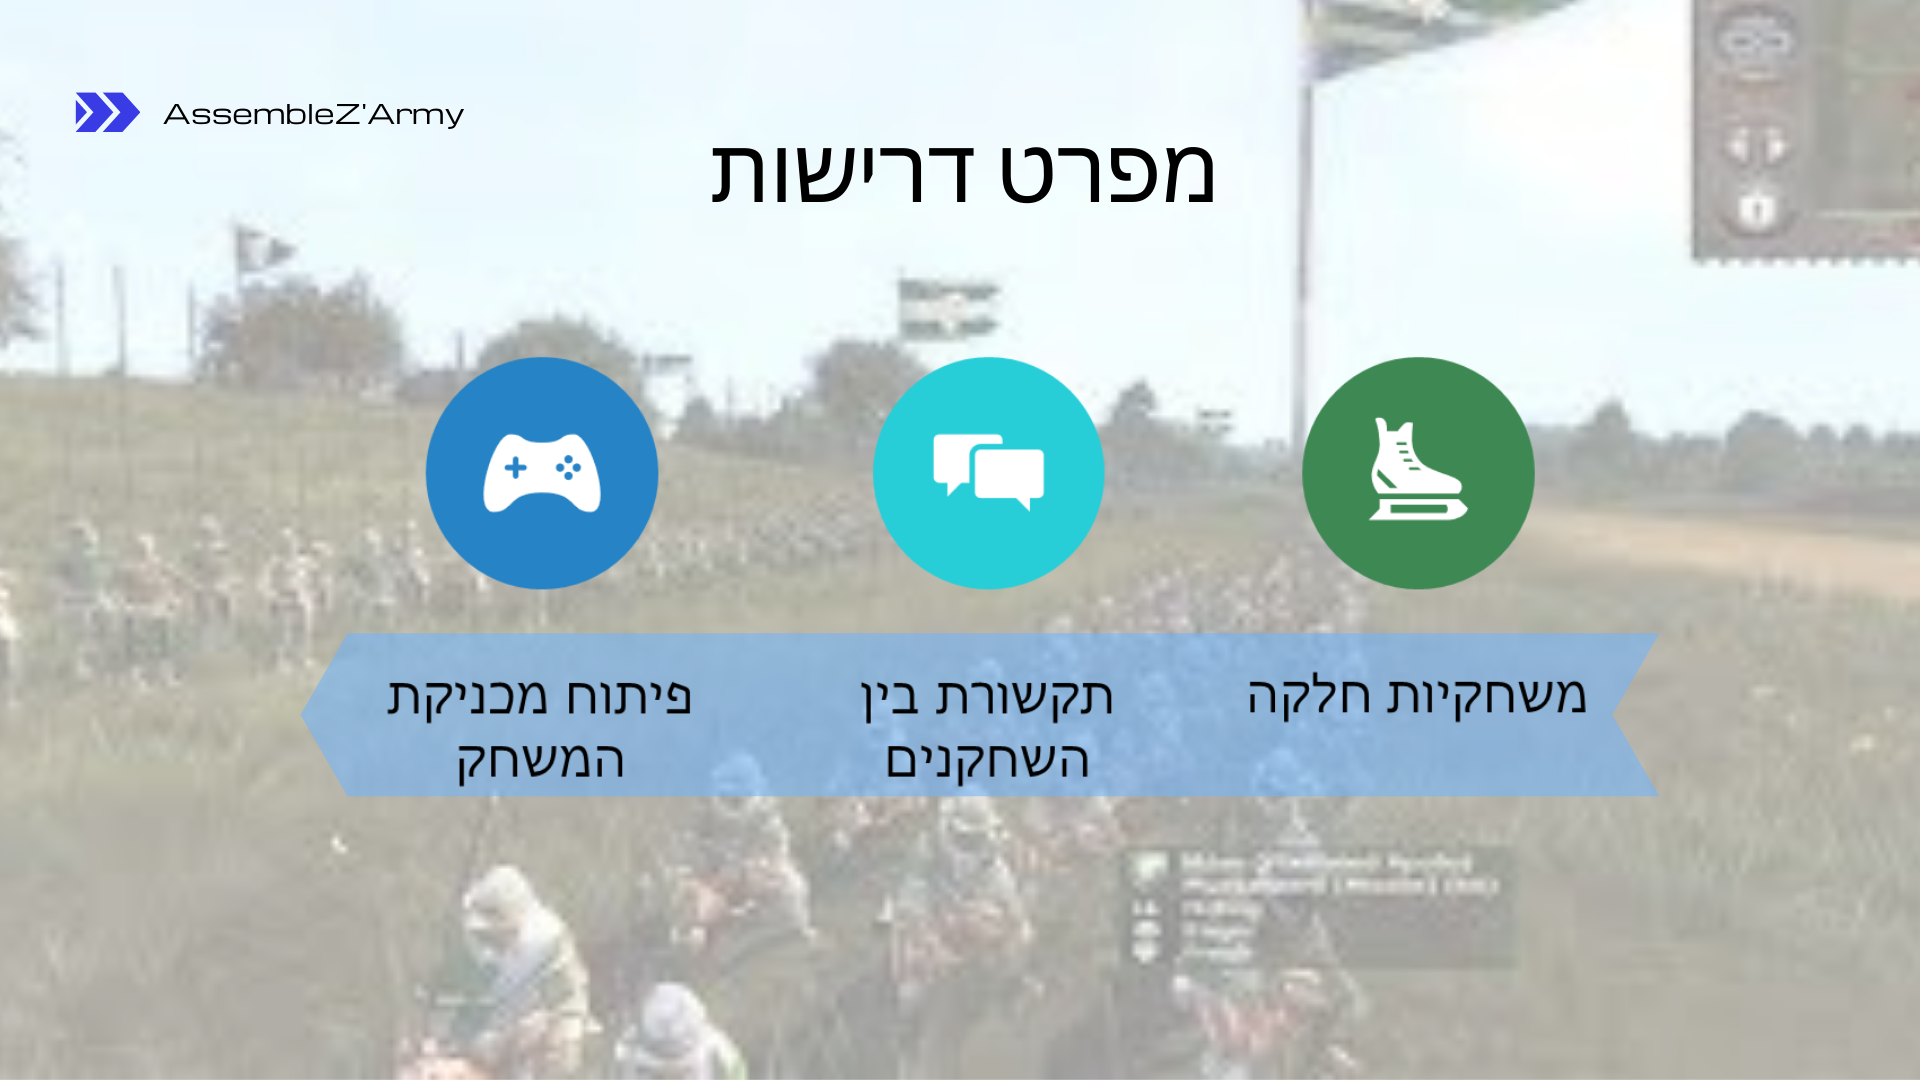 AssembleZ'Army
מפרט דרישות
משחקיות חלקה
תקשורת בין
השחקנים
פיתוח מכניקת
המשחק